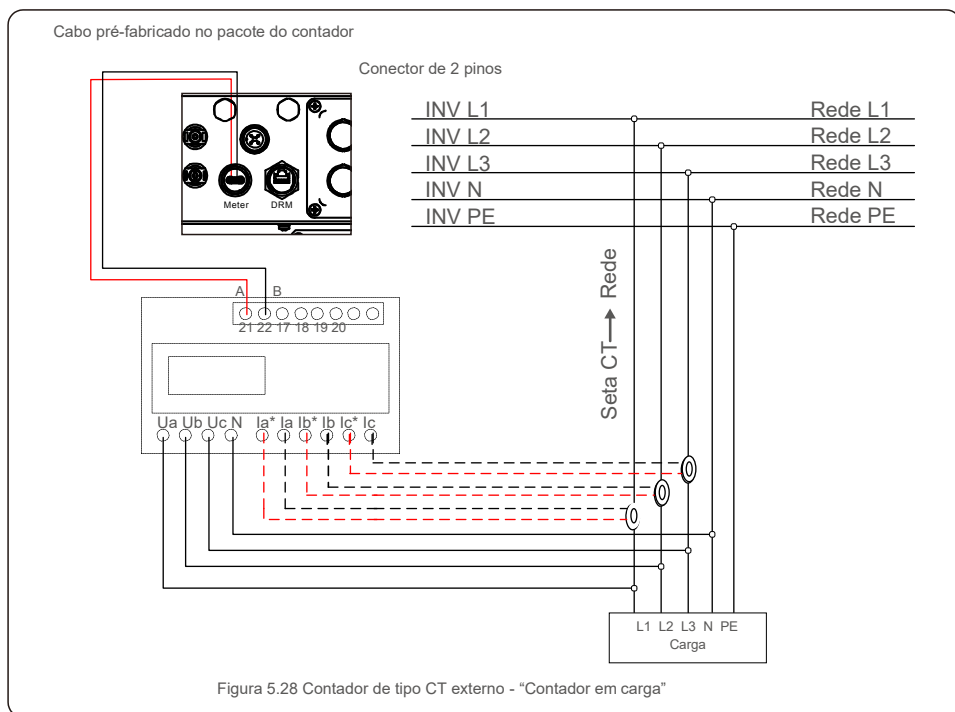 Cabo pré-fabricado no pacote do contador
Conector de 2 pinos
INV L1 Rede L1
INV L2 Rede L2
INV L3 Rede L3
INV N Rede N
INV PE Rede PE
Meter DRM
Seta CT → Rede
A B
21 22 17 18 19 20
Ua Ub Uc N Ia* Ia Ib* Ib Ic* Ic
L1 L2 L3 N PE
Carga
Figura 5.28 Contador de tipo CT externo - “Contador em carga”